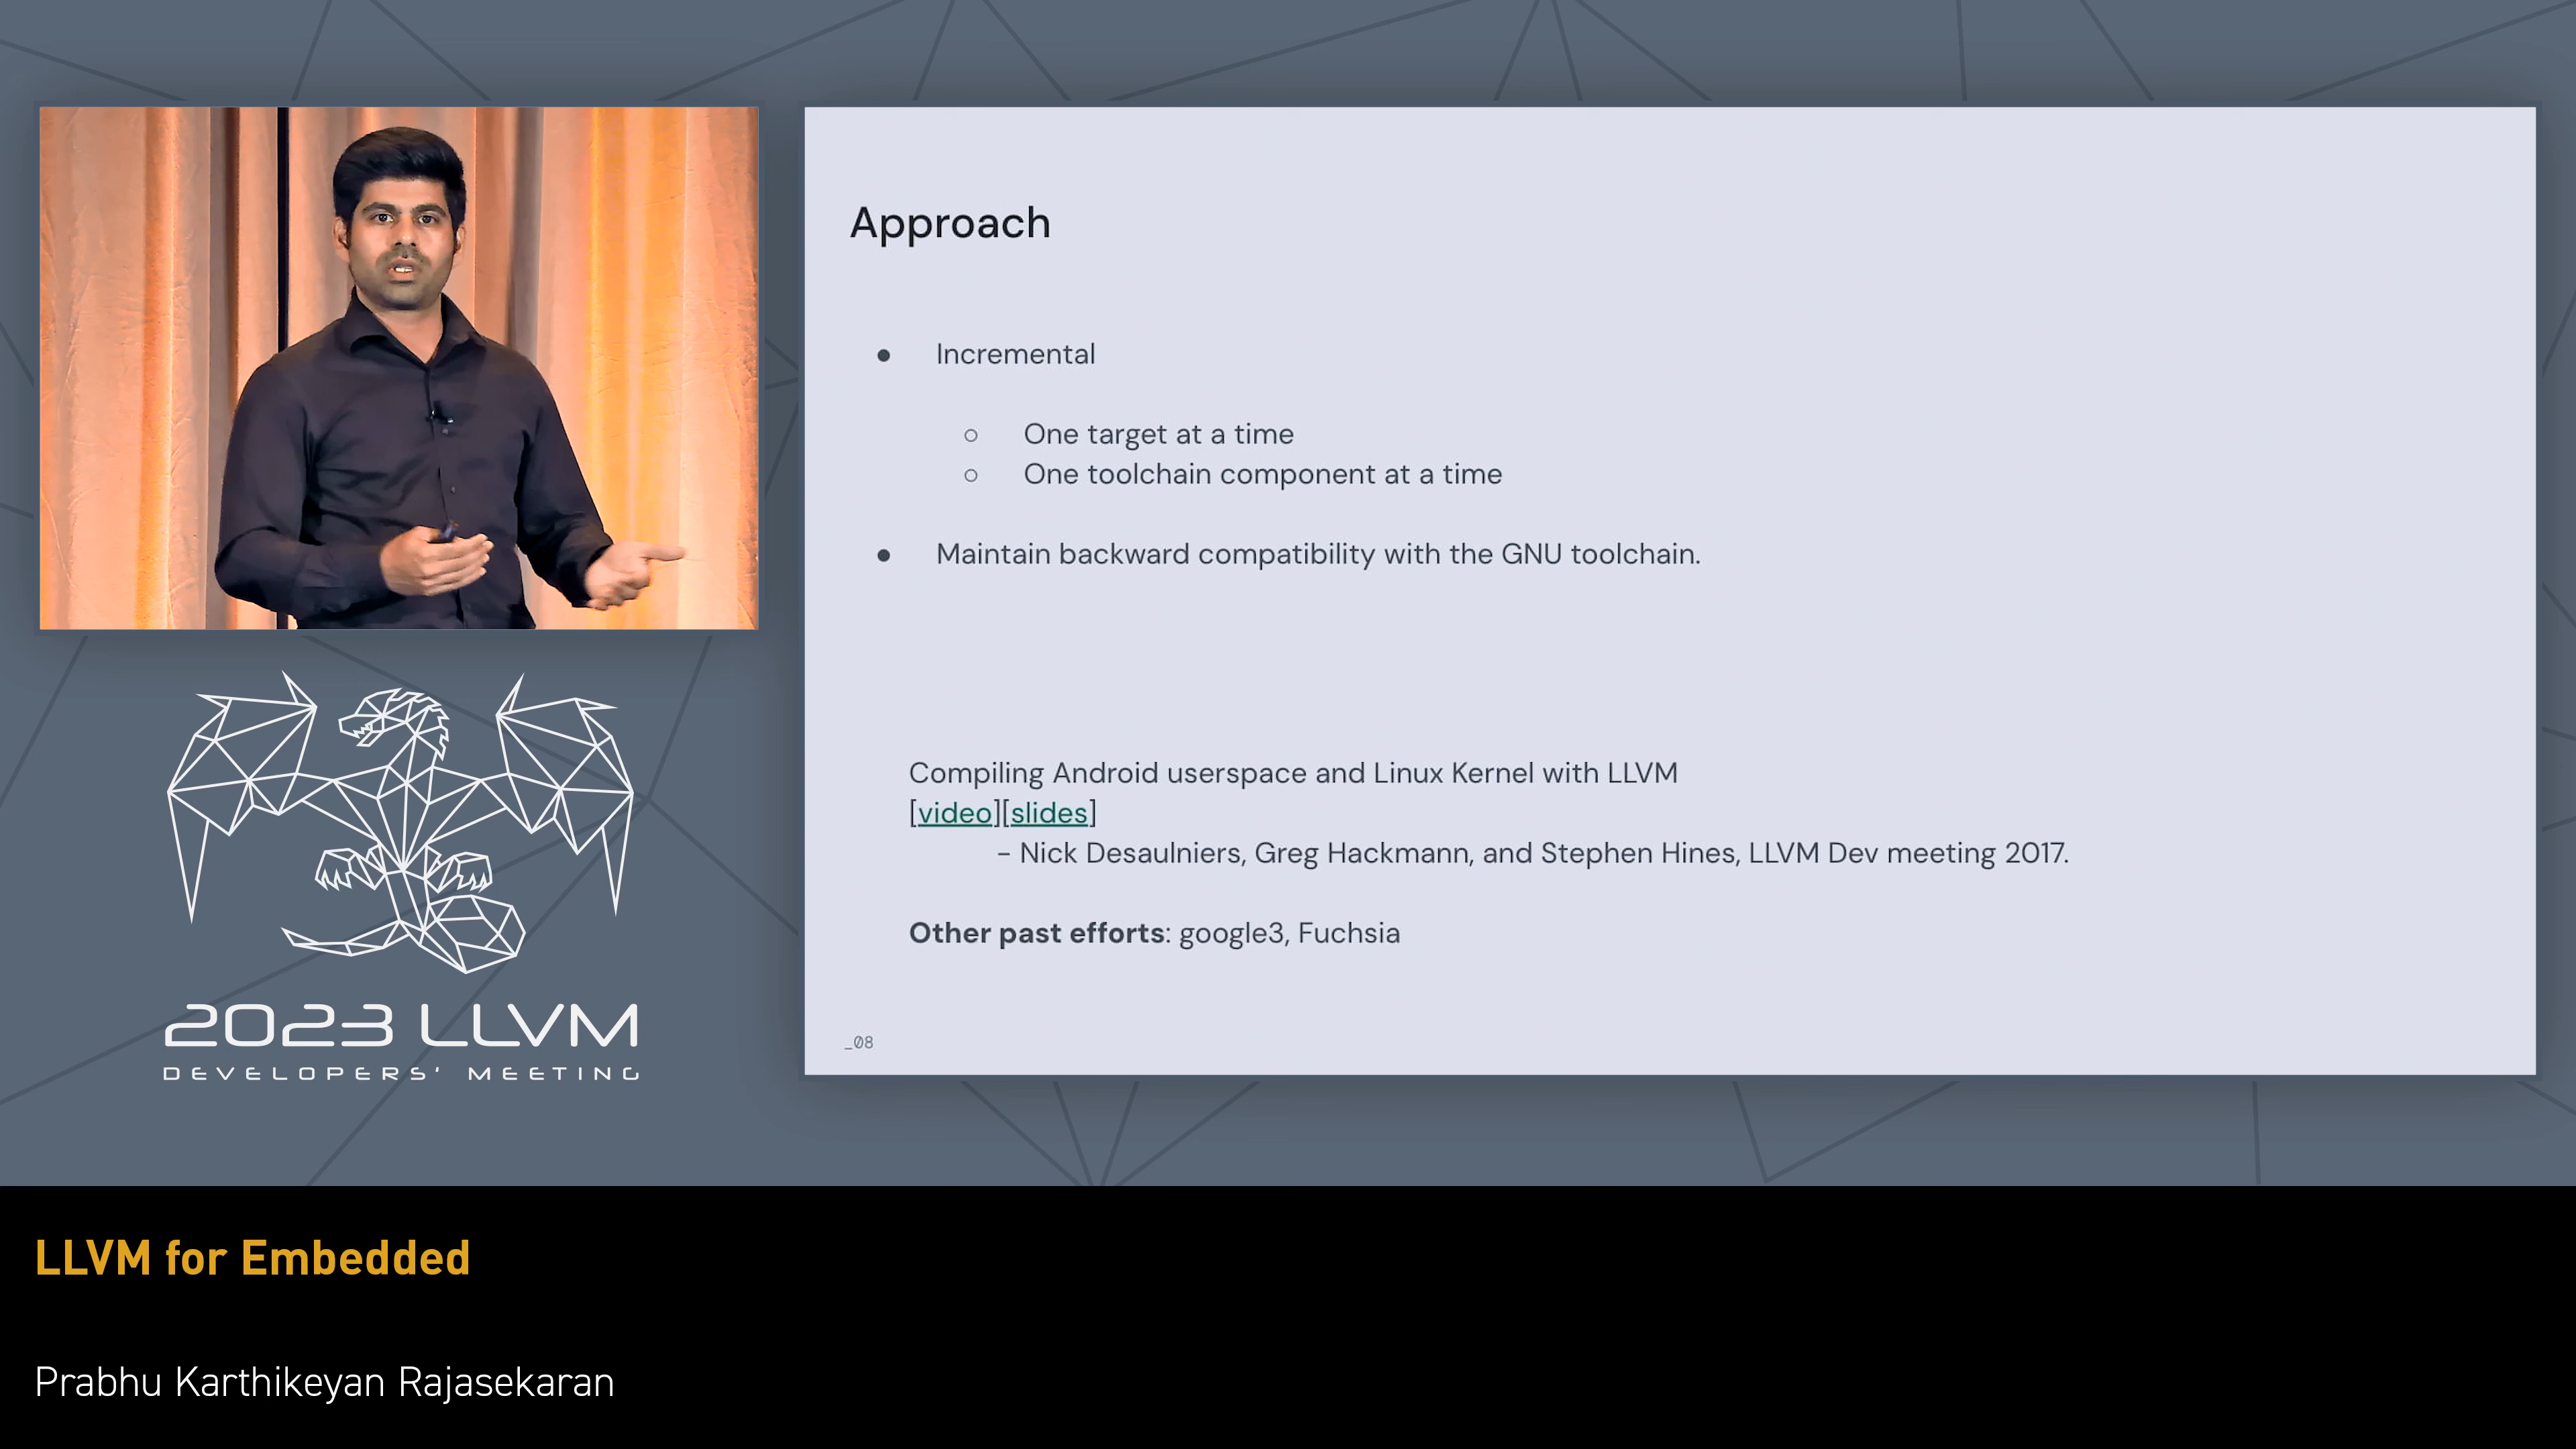 Approach
● Incremental
○ One target at a time
○ One toolchain component at a time
● Maintain backward compatibility with the GNU toolchain.
Compiling Android userspace and Linux Kernel with LLVM
[video][slides]
– Nick Desaulniers, Greg Hackmann, and Stephen Hines, LLVM Dev meeting 2017.
Other past efforts: google3, Fuchsia
_08
2023 LLVM
DEVELOPERS' MEETING
LLVM for Embedded
Prabhu Karthikeyan Rajasekaran